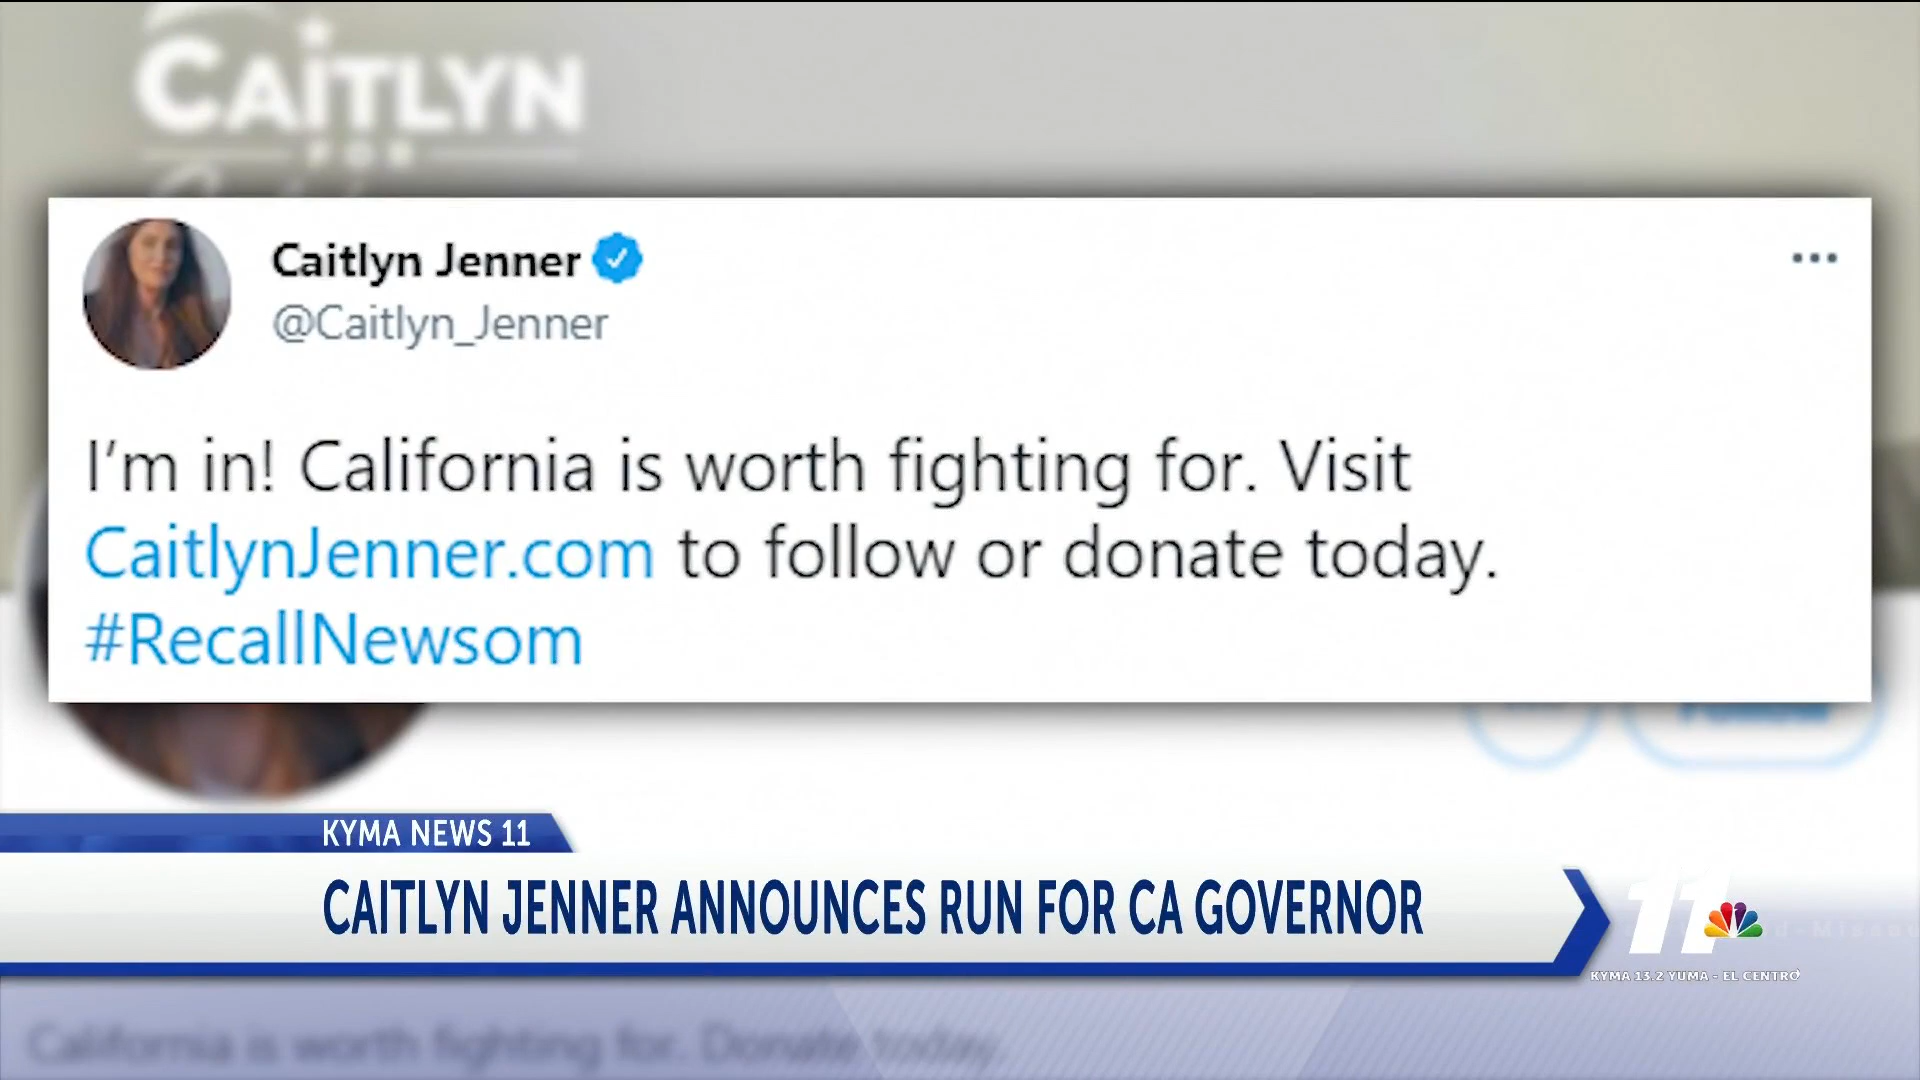 CAITLYN
FOR
Caitlyn Jenner
@Caitlyn_Jenner
I'm in! California is worth fighting for. Visit
CaitlynJenner.com to follow or donate today.
#RecallNewsom
Follow
KYMA NEWS 11
CAITLYN JENNER ANNOUNCES RUN FOR CA GOVERNOR
11
KYMA 13.2 YUMA - EL CENTRO
California is worth fighting for. Donate today.